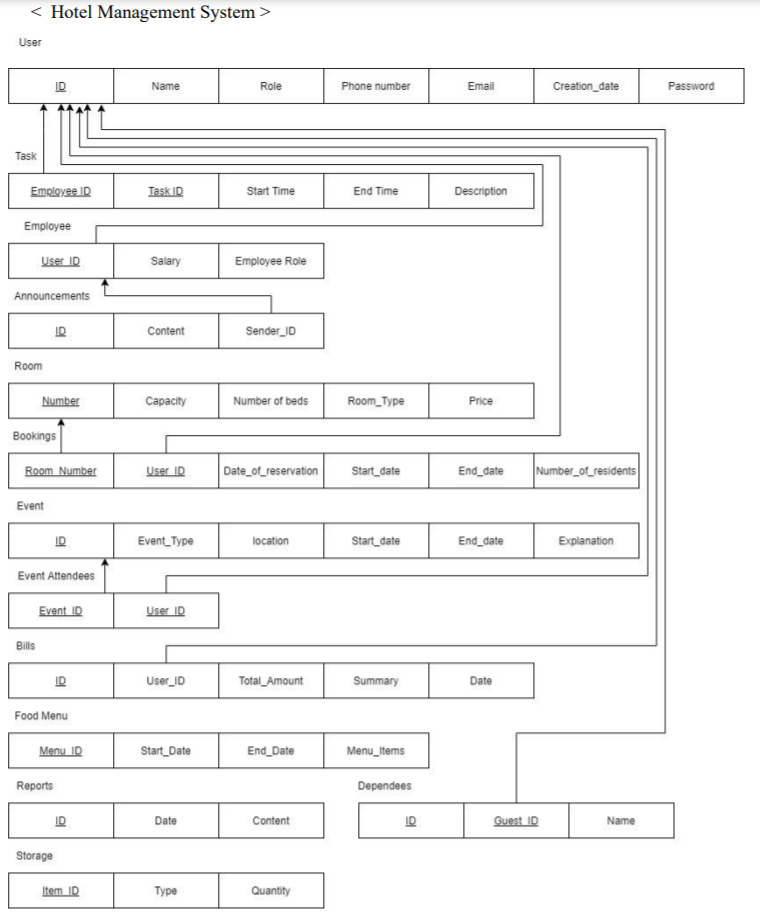 < Hotel Management System >
User
ID Name Role Phone number Email Creation_date Password
Task
Employee ID Task ID Start Time End Time Description
Employee
User_ID Salary Employee Role
Announcements
ID Content Sender_ID
Room
Number Capacity Number of beds Room_Type Price
Bookings
Room_Number User_ID Date_of_reservation Start_date End_date Number_of_residents
Event
ID Event_Type location Start_date End_date Explanation
Event Attendees
Event_ID User_ID
Bills
ID User_ID Total_Amount Summary Date
Food Menu
Menu_ID Start_Date End_Date Menu_Items
Reports Dependees
ID Date Content ID Guest_ID Name
Storage
Item_ID Type Quantity